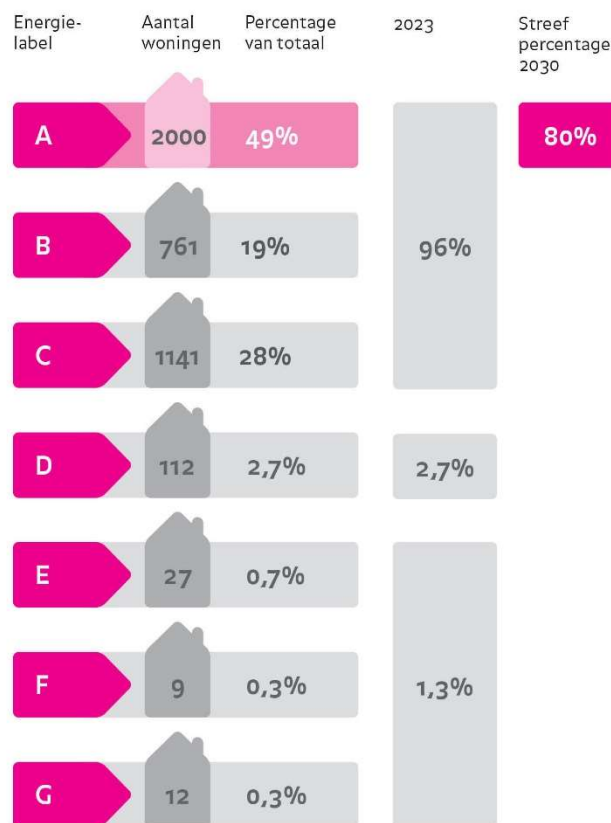 Energie-
label
Aantal
woningen
Percentage
van totaal
2023
Streef
percentage
2030
A 2000 49% 80%
B 761 19% 96%
C 1141 28%
D 112 2,7% 2,7%
E 27 0,7%
F 9 0,3% 1,3%
G 12 0,3%